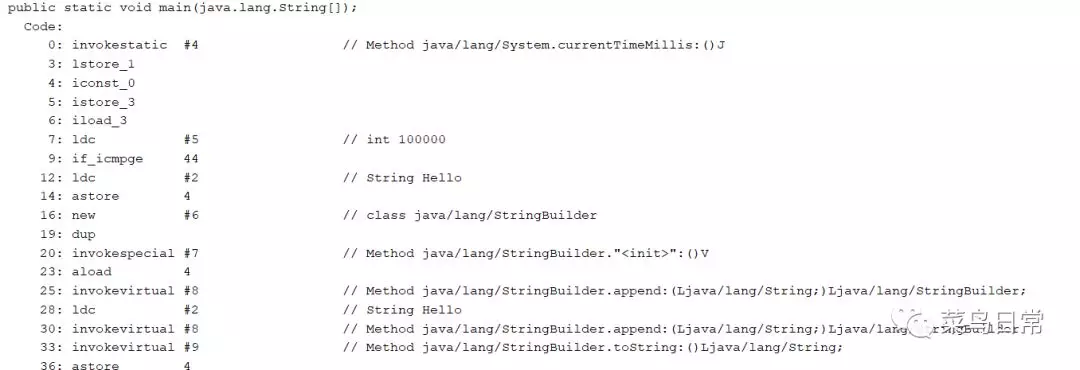 public static void main(java.lang.String[]);
Code:
0: invokestatic #4 // Method java/lang/System.currentTimeMillis:()J
3: lstore_1
4: iconst_0
5: istore_3
6: iload_3
7: ldc #5 // int 100000
9: if_icmpge 44
12: ldc #2 // String Hello
14: astore 4
16: new #6 // class java/lang/StringBuilder
19: dup
20: invokespecial #7 // Method java/lang/StringBuilder."<init>":()V
23: aload 4
25: invokevirtual #8 // Method java/lang/StringBuilder.append:(Ljava/lang/String;)Ljava/lang/StringBuilder;
28: ldc #2 // String Hello
30: invokevirtual #8 // Method java/lang/StringBuilder.append:(Ljava/lang/String;)Ljava/lang/StringBuilder;
33: invokevirtual #9 // Method java/lang/StringBuilder.toString:()Ljava/lang/String;
36: astore 4
菜鸟日常